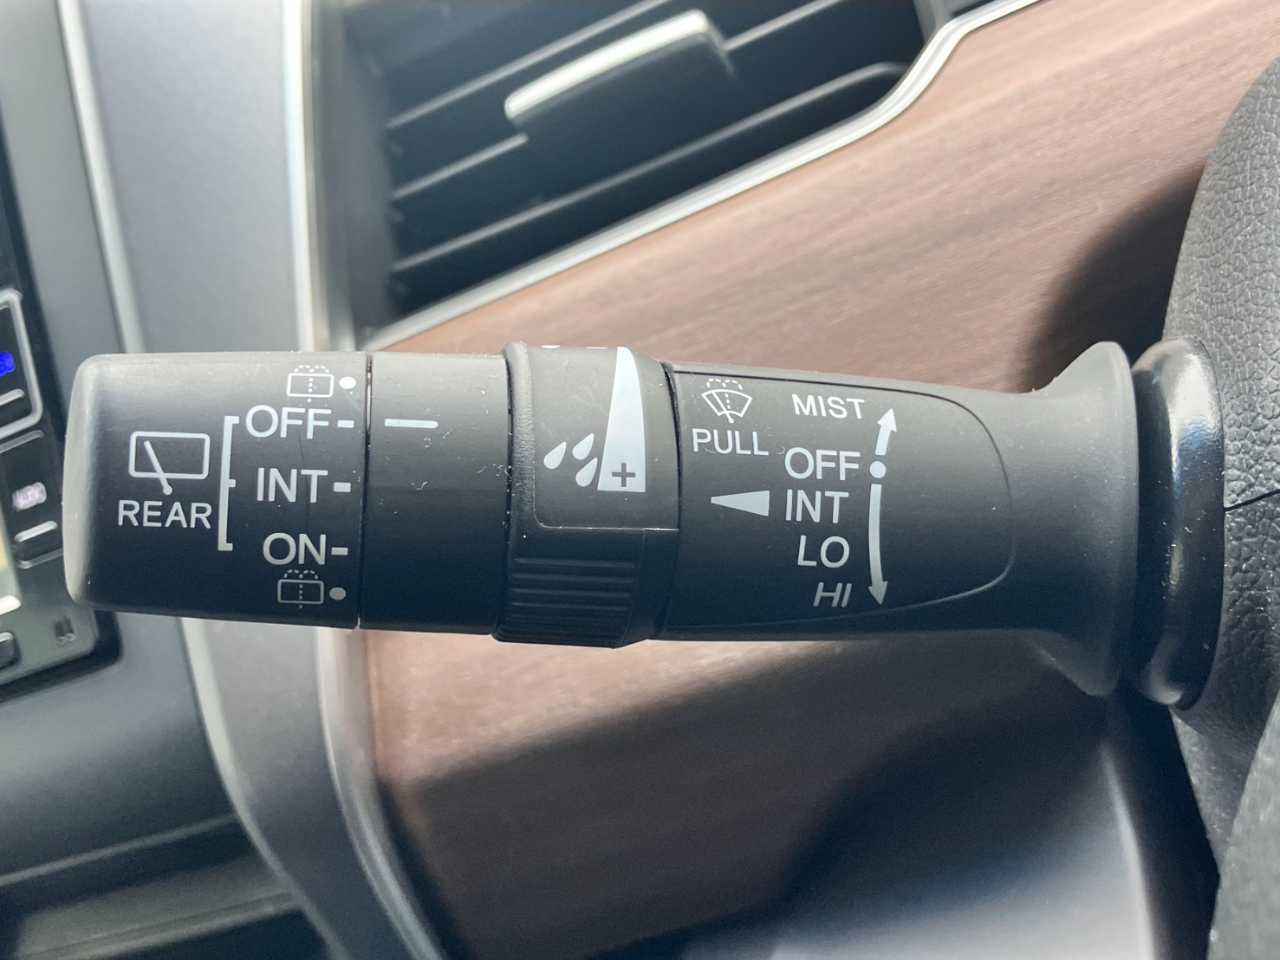 REAR
OFF
INT
ON
+
PULL
MIST
OFF
INT
LO
HI